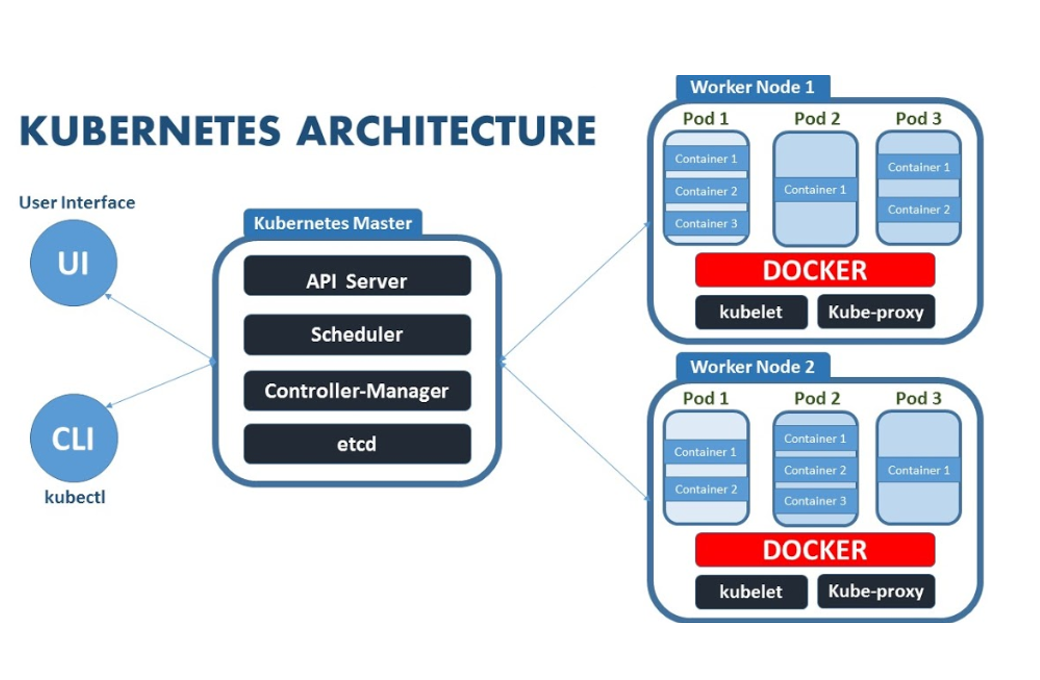 KUBERNETES ARCHITECTURE
User Interface
UI
CLI
kubectl
Kubernetes Master
API Server
Scheduler
Controller-Manager
etcd
Worker Node 1
Pod 1
Pod 2
Pod 3
Container 1
Container 2
Container 3
Container 1
Container 1
Container 2
DOCKER
kubelet
Kube-proxy
Worker Node 2
Pod 1
Pod 2
Pod 3
Container 1
Container 2
Container 1
Container 2
Container 3
Container 1
DOCKER
kubelet
Kube-proxy